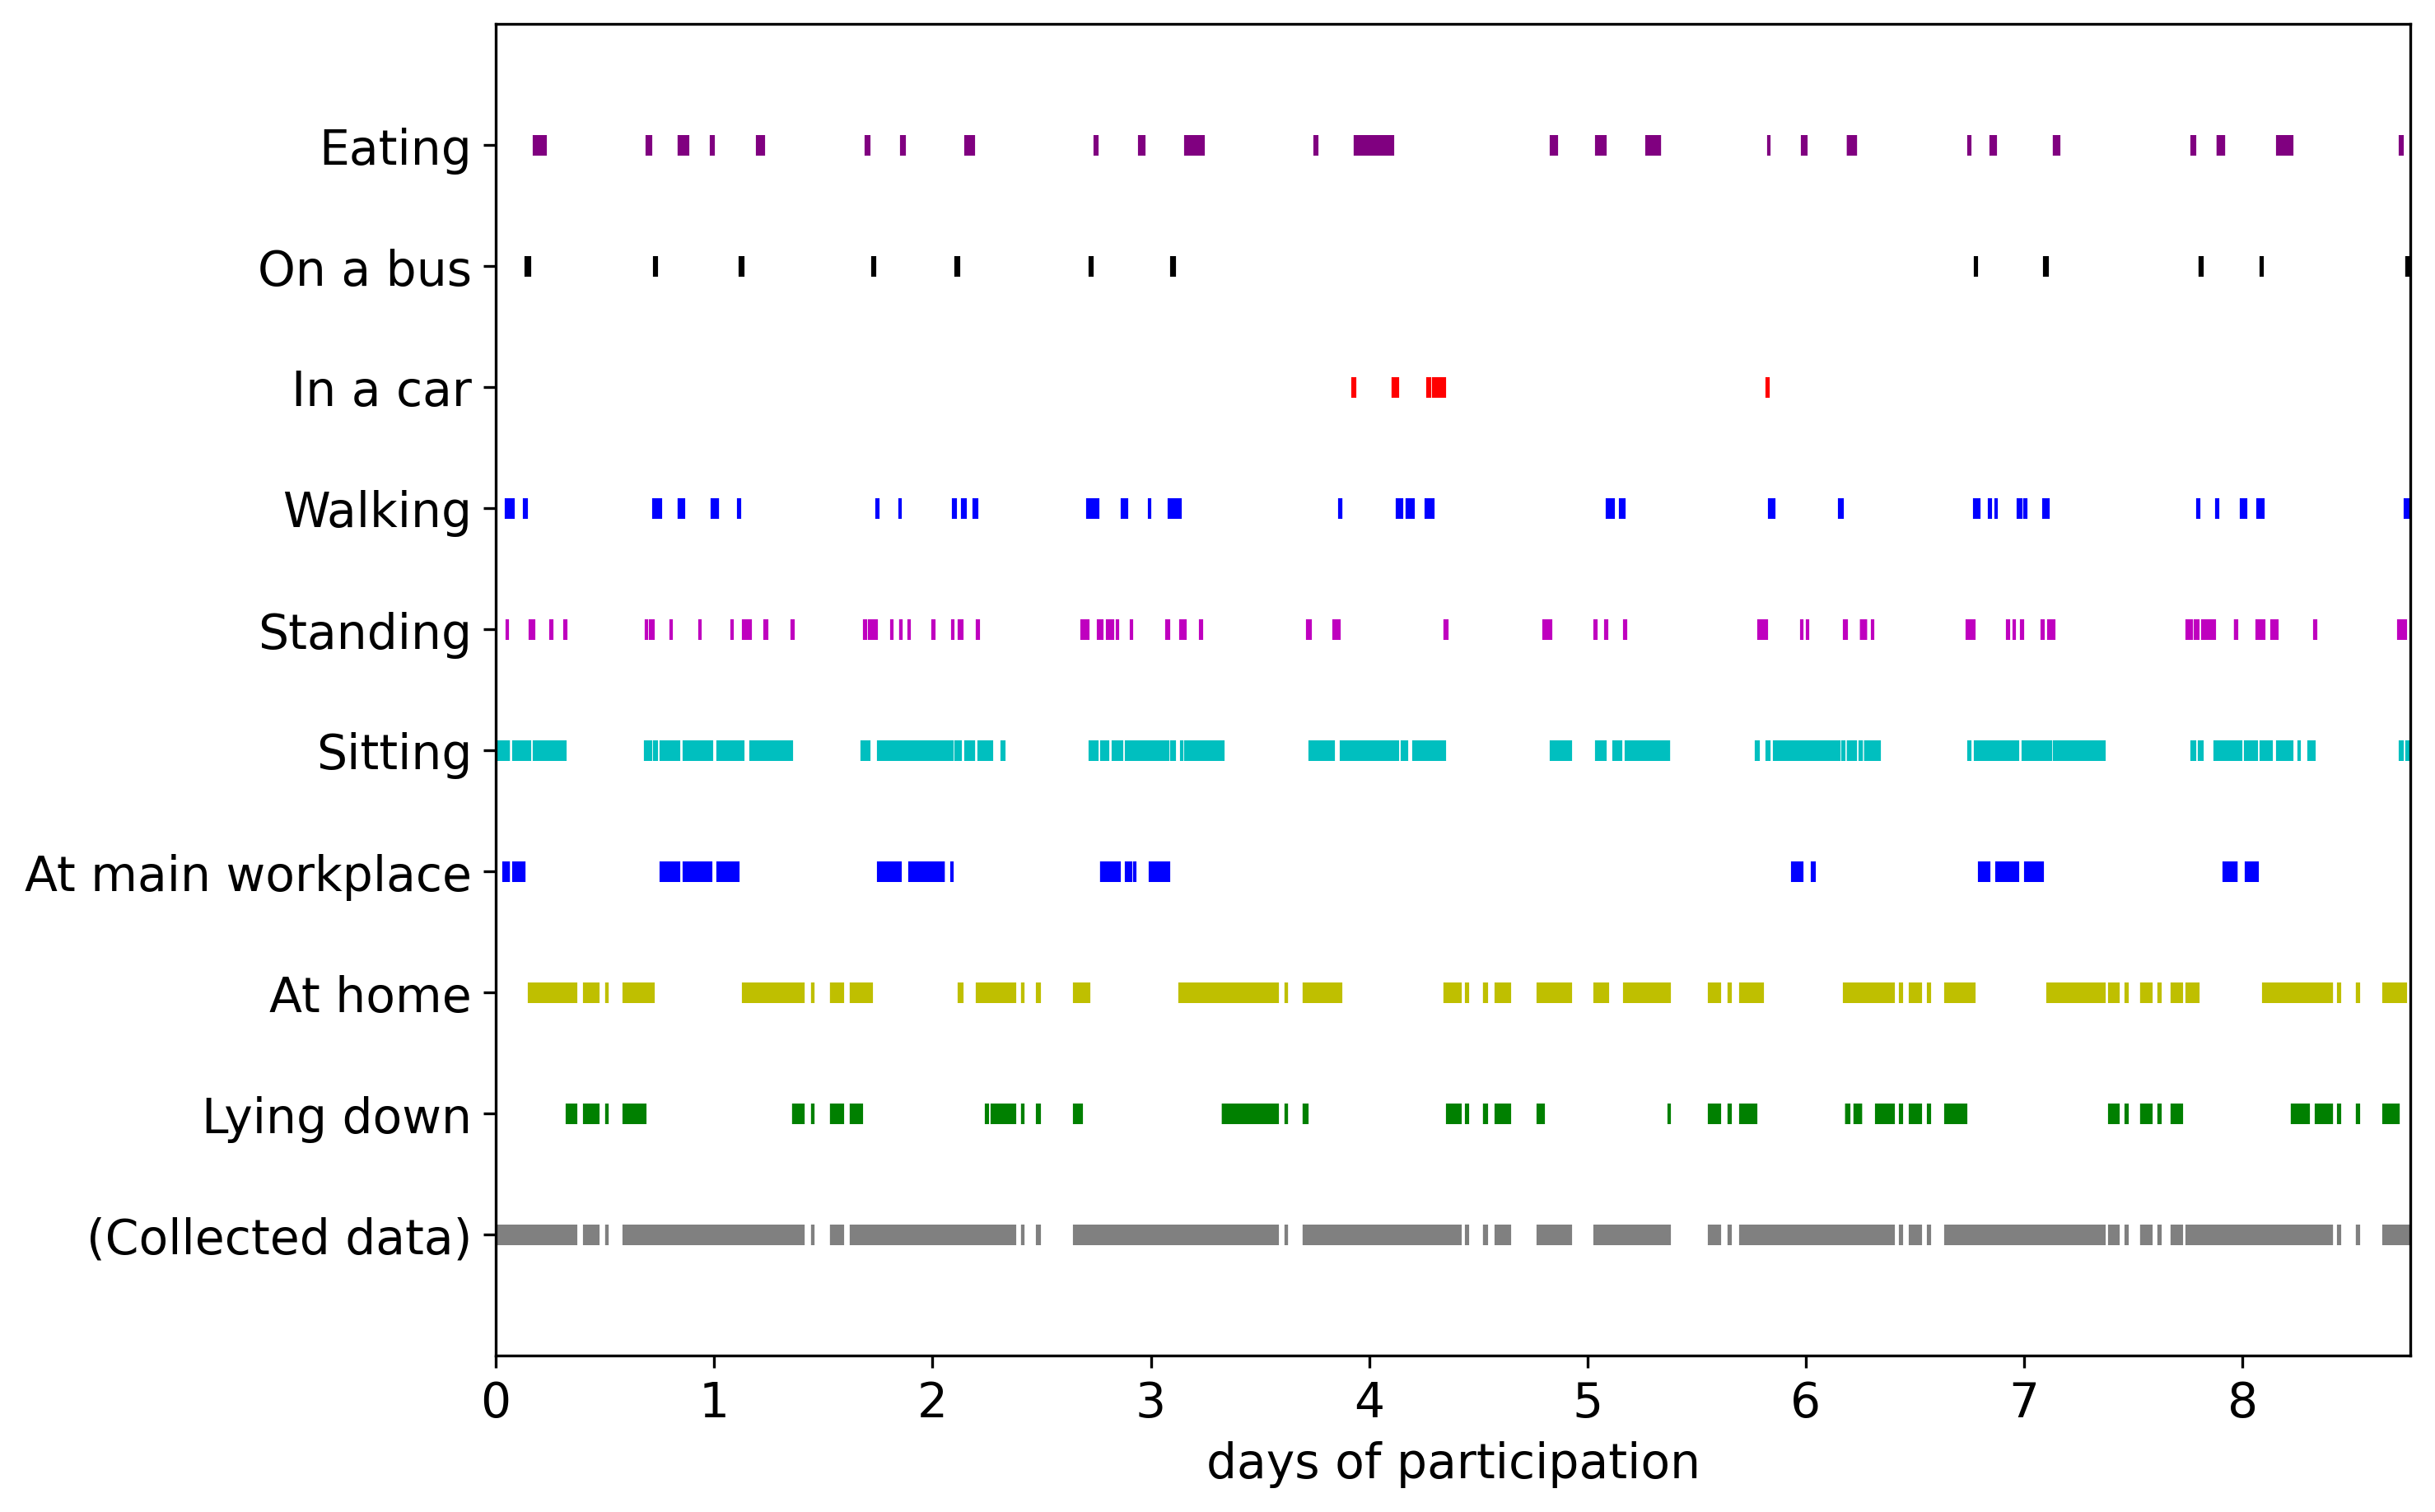 Eating
On a bus
In a car
Walking
Standing
Sitting
At main workplace
At home
Lying down
(Collected data)
0 1 2 3 4 5 6 7 8
days of participation